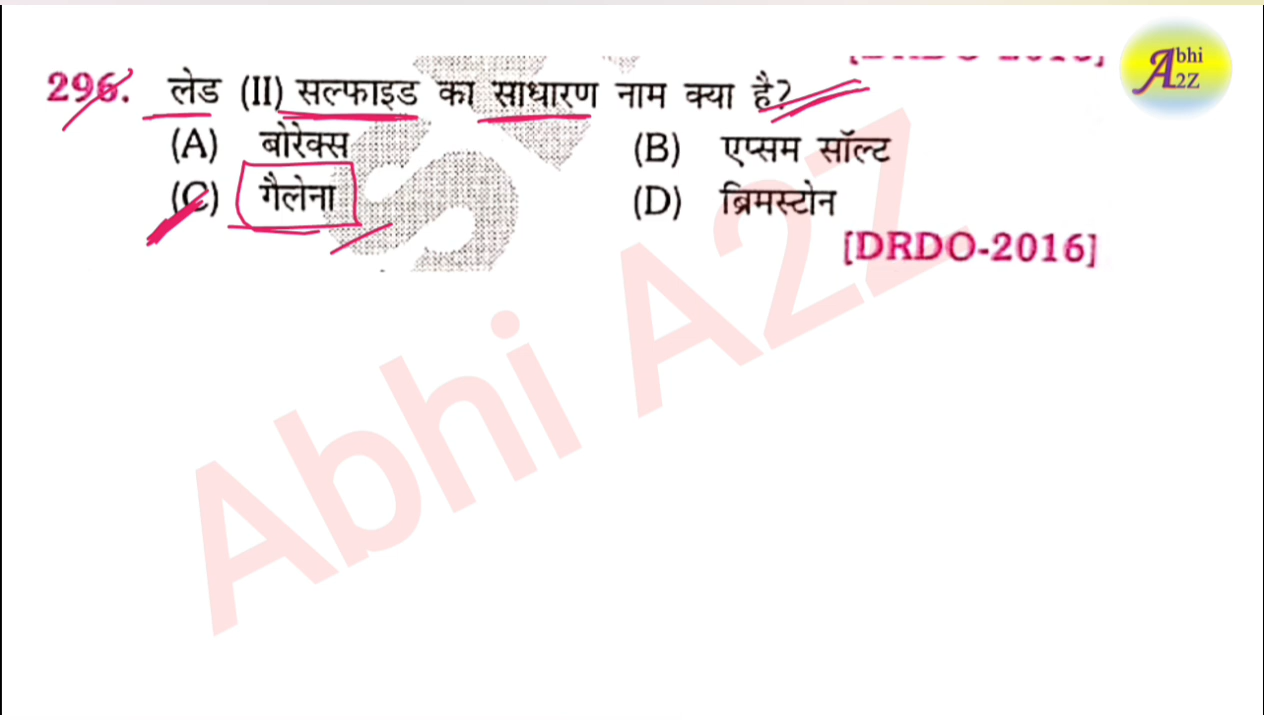 Abhi
A2Z
296. लेड (II) सल्फाइड का साधारण नाम क्या है?
(A) बोरेक्स (B) एप्सम सॉल्ट
(C) गैलेना (D) ब्रिमस्टोन
[DRDO-2016]
Abhi A2Z